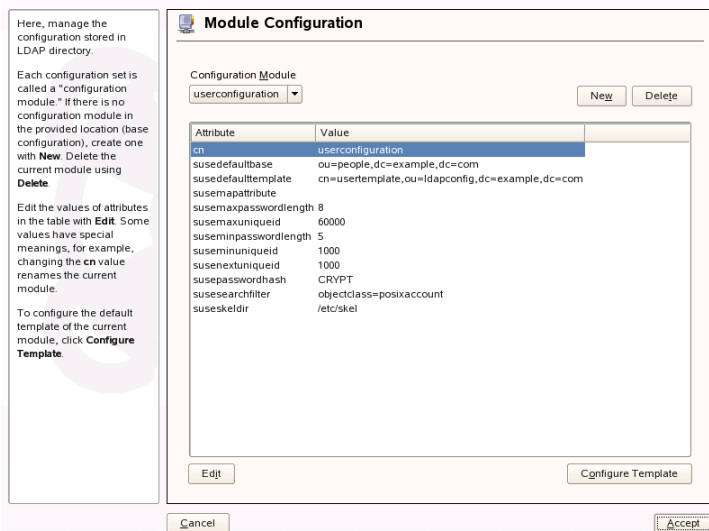 Here, manage the
configuration stored in
LDAP directory.
Each configuration set is
called a "configuration
module." If there is no
configuration module in
the provided location (base
configuration), create one
with New. Delete the
current module using
Delete.
Edit the values of attributes
in the table with Edit. Some
values have special
meanings, for example,
changing the cn value
renames the current
module.
To configure the default
template of the current
module, click Configure
Template.
Module Configuration
Configuration Module
userconfiguration
New Delete
Attribute Value
cn userconfiguration
susedefaultbase ou=people,dc=example,dc=com
susedefaulttemplate cn=usertemplate,ou=ldapconfig,dc=example,dc=com
susemapattribute
susemaxpasswordlength 8
susemaxuniqueid 60000
suseminpasswordlength 5
suseminuniqueid 1000
susenextuniqueid 1000
susepasswordhash CRYPT
susesearchfilter objectclass=posixaccount
suseskeldir /etc/skel
Edit Configure Template
Cancel Accept